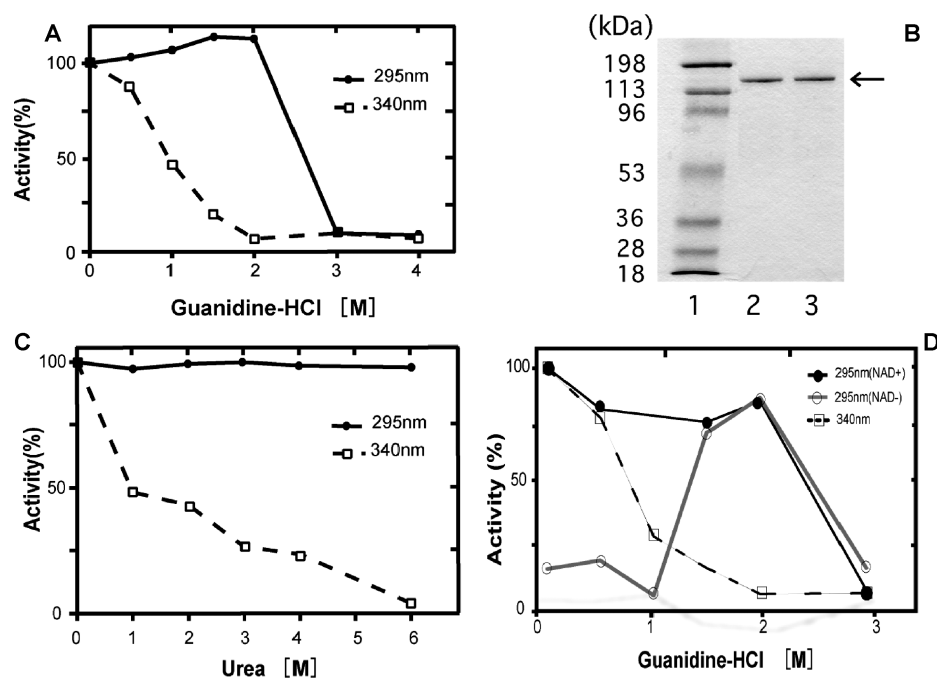 A
Activity(%)
100
50
0
295nm
340nm
0 1 2 3 4
Guanidine-HCl [M]
B
(kDa)
198
113
96
53
36
28
18
1 2 3
C
Activity(%)
100
50
0
295nm
340nm
0 1 2 3 4 5 6
Urea [M]
D
Activity (%)
100
50
0
295nm(NAD+)
295nm(NAD-)
340nm
0 1 2 3
Guanidine-HCl [M]